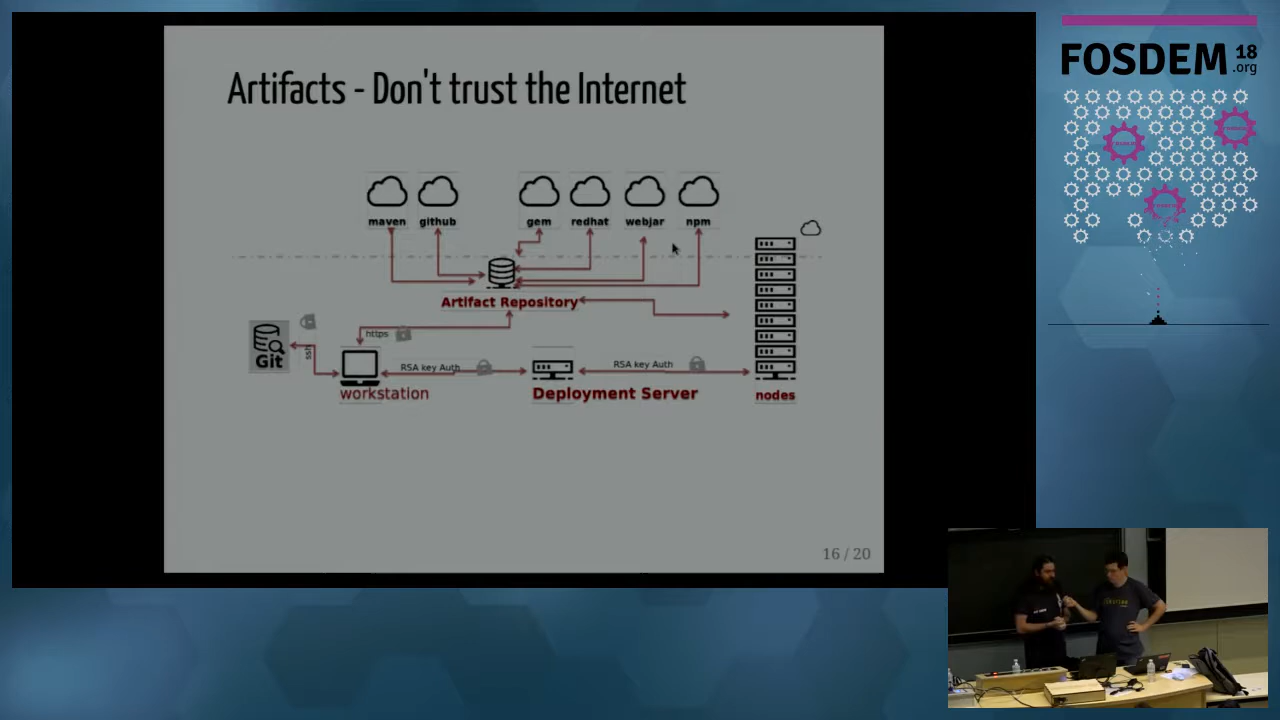 Artifacts - Don't trust the Internet
maven github gem redhat webjar npm
Artifact Repository
https
ssh
Git
RSA key Auth
RSA key Auth
workstation
Deployment Server
nodes
16 / 20
FOSDEM 18
.org